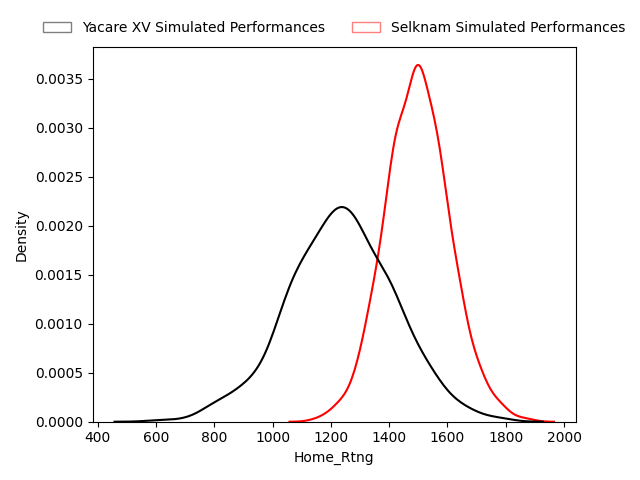 Yacare XV Simulated Performances Selknam Simulated Performances
0.0035
0.0030
0.0025
0.0020
0.0015
0.0010
0.0005
0.0000
Density
400 600 800 1000 1200 1400 1600 1800 2000
Home_Rtng